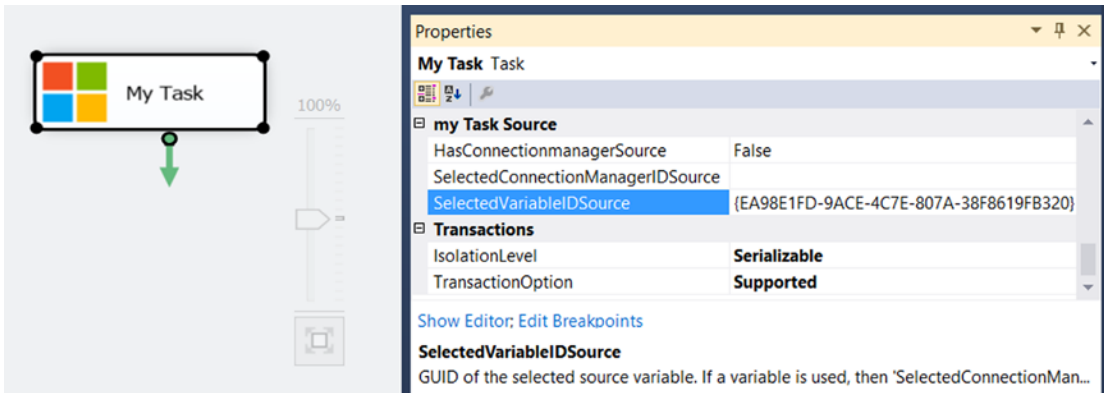 My Task
100%
Properties
My Task Task
my Task Source
HasConnectionmanagerSource False
SelectedConnectionManagerIDSource
SelectedVariableIDSource {EA98E1FD-9ACE-4C7E-807A-38F8619FB320}
Transactions
IsolationLevel Serializable
TransactionOption Supported
Show Editor; Edit Breakpoints
SelectedVariableIDSource
GUID of the selected source variable. If a variable is used, then 'SelectedConnectionMan...